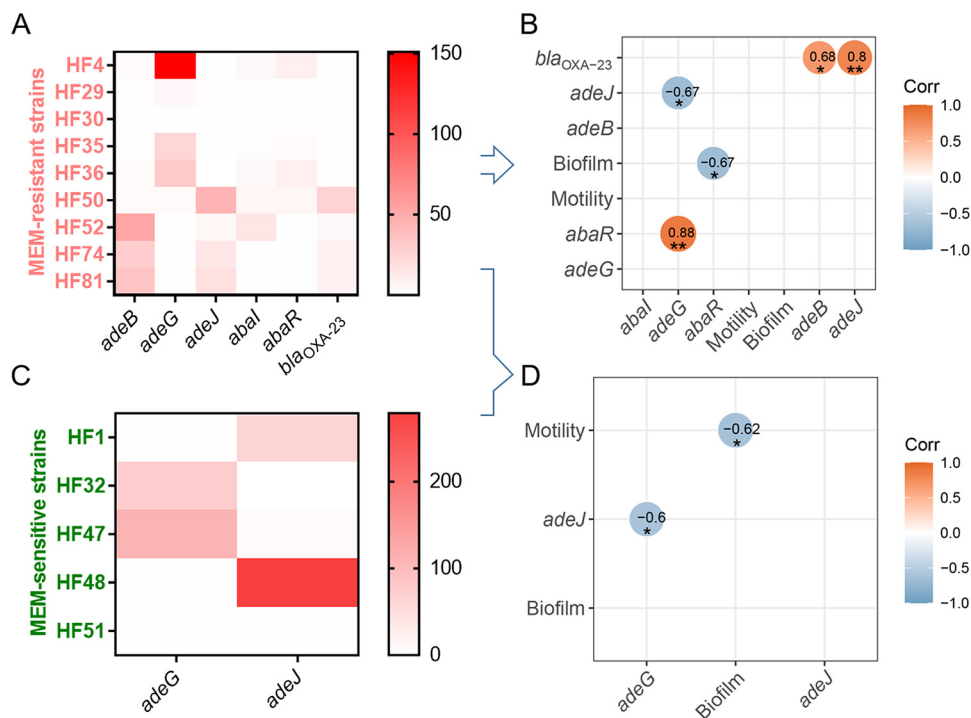 A
MEM-resistant strains
HF4
HF29
HF30
HF35
HF36
HF50
HF52
HF74
HF81
adeB
adeG
adeJ
abaI
abaR
blaOXA-23
150
100
50
B
blaOXA−23
adeJ
adeB
Biofilm
Motility
abaR
adeG
0.68
*
0.8
**
−0.67
*
−0.67
*
0.88
**
abaI
adeG
abaR
Motility
Biofilm
adeB
adeJ
Corr
1.0
0.5
0.0
−0.5
−1.0
C
MEM-sensitive strains
HF1
HF32
HF47
HF48
HF51
adeG
adeJ
200
100
0
D
Motility
adeJ
Biofilm
−0.62
*
−0.6
*
adeG
Biofilm
adeJ
Corr
1.0
0.5
0.0
−0.5
−1.0